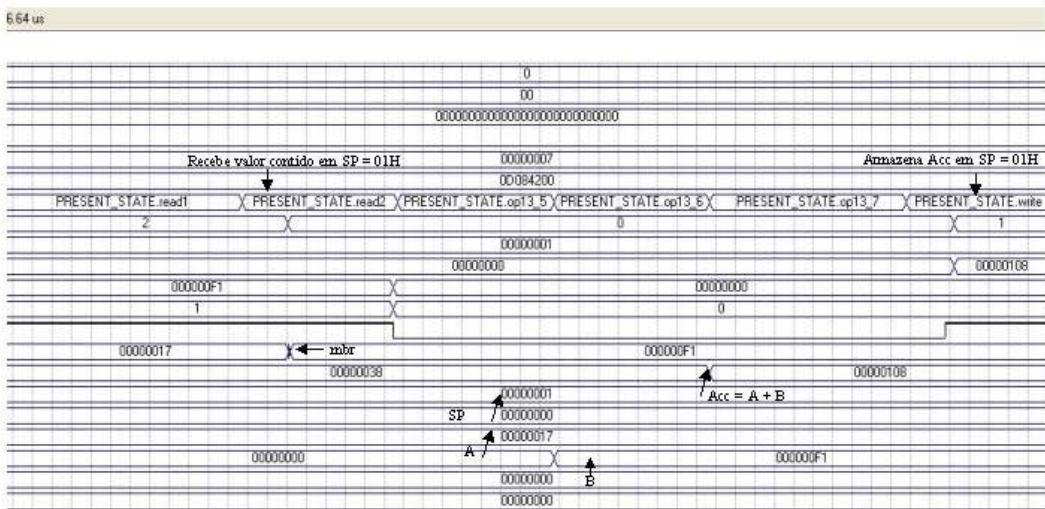 6.64 us
0
00
00000000000000000000000000
00000007
Recebe valor contido em SP = 01H
Armazena Acc em SP = 01H
0D084200
PRESENT_STATE.read1 PRESENT_STATE.read2 PRESENT_STATE.op13_5 PRESENT_STATE.op13_6 PRESENT_STATE.op13_7 PRESENT_STATE.write
2 0 1
00000001
00000000 00000108
000000F1 00000000
1 0
00000017 mbr 000000F1
00000038 00000108
00000001 Acc = A + B
SP 00000000
00000017
A
00000000 000000F1
B
00000000
00000000